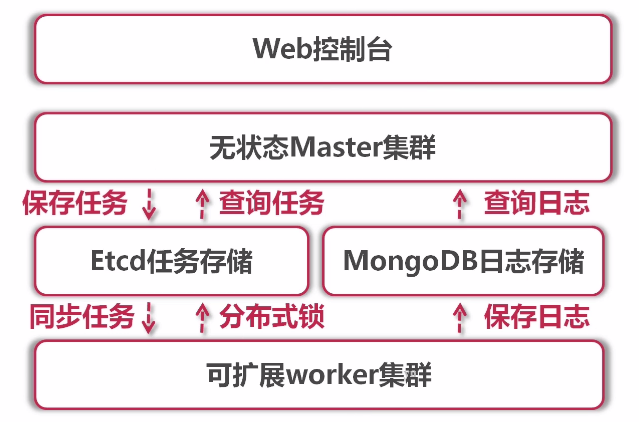 Web控制台
无状态Master集群
保存任务 查询任务 查询日志
Etcd任务存储 MongoDB日志存储
同步任务 分布式锁 保存日志
可扩展worker集群